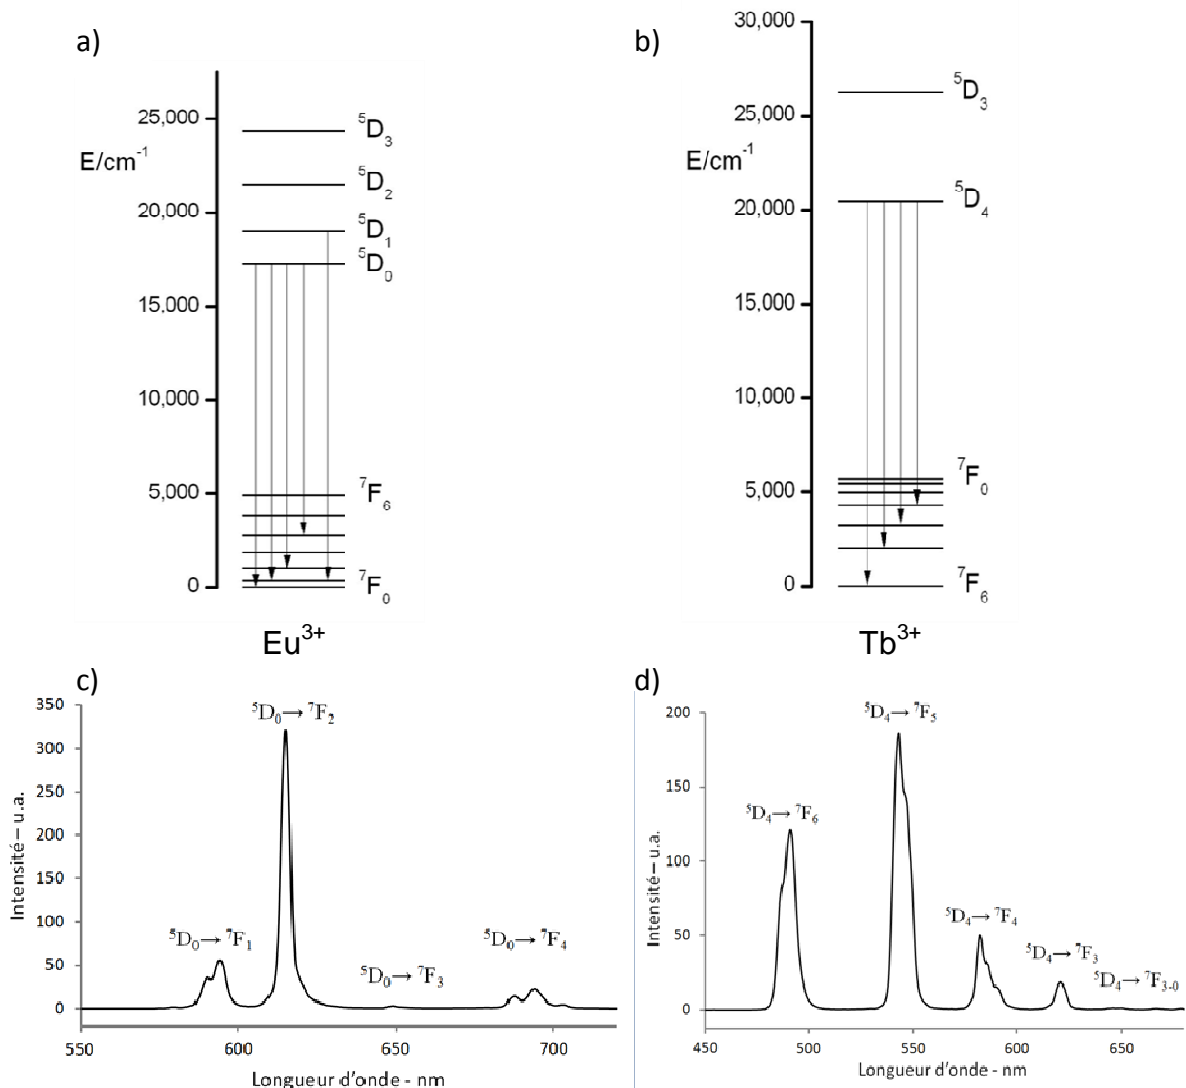 a)
25,000
⁵D₃
E/cm⁻¹
⁵D₂
20,000
⁵D₁
⁵D₀
15,000
10,000
5,000
⁷F₆
0
⁷F₀
Eu³⁺
b)
30,000
⁵D₃
25,000
E/cm⁻¹
⁵D₄
20,000
15,000
10,000
⁷F₀
5,000
0
⁷F₆
Tb³⁺
c)
350
300
250
200
150
100
50
0
Intensité – u.a.
⁵D₀→ ⁷F₂
⁵D₀→ ⁷F₁
⁵D₀→ ⁷F₃
⁵D₀→ ⁷F₄
550 600 650 700
Longueur d'onde - nm
d)
200
150
100
50
0
Intensité – u.a.
⁵D₄→ ⁷F₅
⁵D₄→ ⁷F₆
⁵D₄→ ⁷F₄
⁵D₄→ ⁷F₃
⁵D₄→ ⁷F₃₋₀
450 500 550 600 650
Longueur d'onde - nm